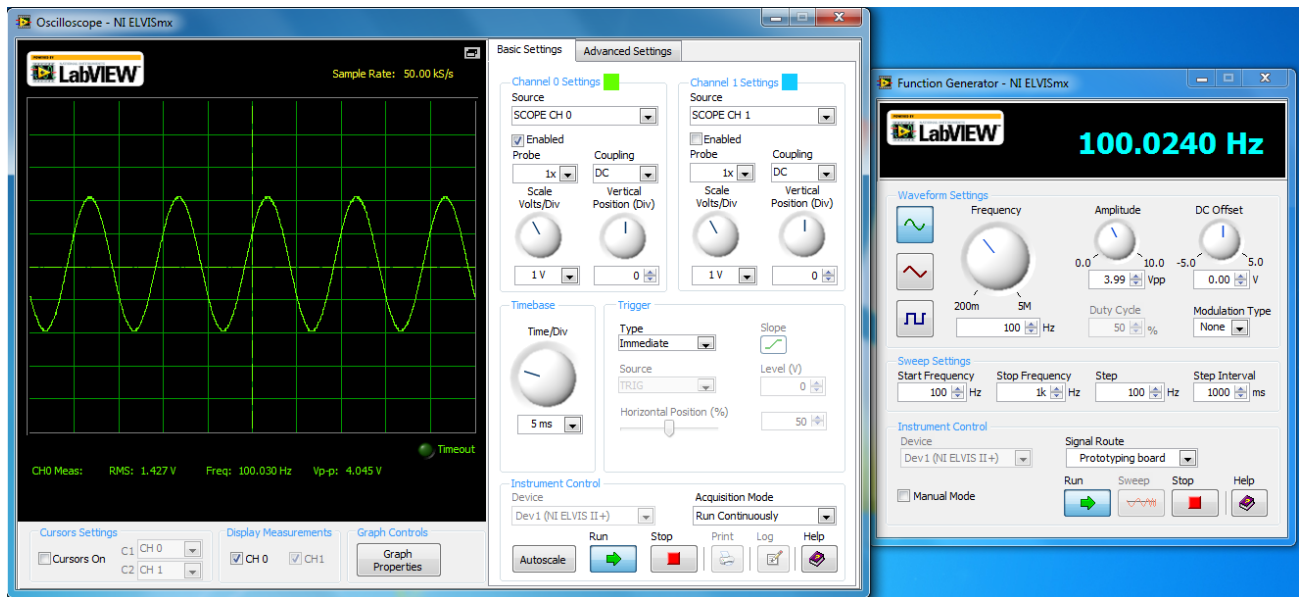 Oscilloscope - NI ELVISmx
LabVIEW
Sample Rate: 50.00 kS/s
Timeout
CH0 Meas: RMS: 1.427 V Freq: 100.030 Hz Vp-p: 4.045 V
Cursors Settings
Cursors On
C1 CH 0
C2 CH 1
Display Measurements
CH 0 CH1
Graph Controls
Graph
Properties
Basic Settings Advanced Settings
Channel 0 Settings
Source
SCOPE CH 0
Enabled
Probe Coupling
1x DC
Scale Vertical
Volts/Div Position (Div)
1 V 0
Channel 1 Settings
Source
SCOPE CH 1
Enabled
Probe Coupling
1x DC
Scale Vertical
Volts/Div Position (Div)
1 V 0
Timebase
Time/Div
5 ms
Trigger
Type Slope
Immediate
Source Level (V)
TRIG 0
Horizontal Position (%)
50
Instrument Control
Device Acquisition Mode
Dev1 (NI ELVIS II+) Run Continuously
Run Stop Print Log Help
Autoscale
Function Generator - NI ELVISmx
LabVIEW
100.0240 Hz
Waveform Settings
Frequency Amplitude DC Offset
0.0 10.0 -5.0 5.0
3.99 Vpp 0.00 V
200m 5M
Duty Cycle Modulation Type
100 Hz 50 % None
Sweep Settings
Start Frequency Stop Frequency Step Step Interval
100 Hz 1k Hz 100 Hz 1000 ms
Instrument Control
Device Signal Route
Dev1 (NI ELVIS II+) Prototyping board
Run Sweep Stop Help
Manual Mode